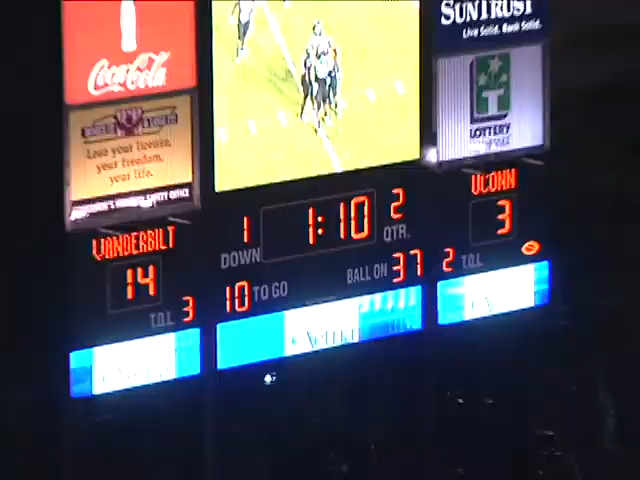 Coca-Cola
Lose your license,
your freedom,
your life.
SUNTRUST
Live Solid. Bank Solid.
LOTTERY
VANDERBILT
14
T.O.L 3
1
DOWN
1:10
2
QTR.
10 TO GO
BALL ON 37
UCONN
3
2 T.O.L